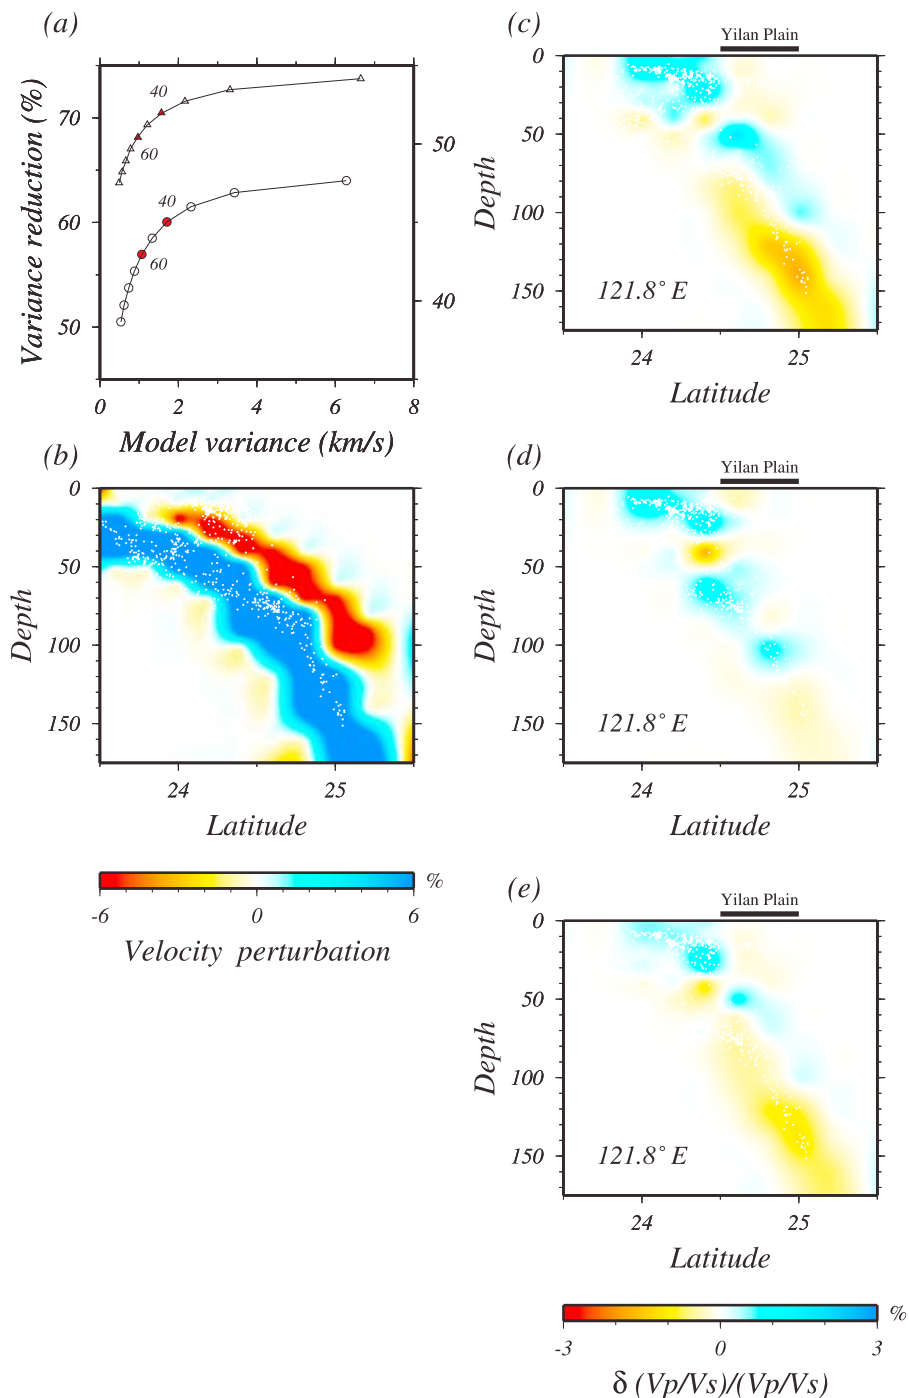 (a)
Variance reduction (%)
70
60
50
50
40
40
60
40
60
0
2
4
6
8
Model variance (km/s)
(b)
0
50
100
150
Depth
24
25
Latitude
-6
0
6
%
Velocity perturbation
(c)
Yilan Plain
0
50
100
150
Depth
121.8° E
24
25
Latitude
(d)
Yilan Plain
0
50
100
150
Depth
121.8° E
24
25
Latitude
(e)
Yilan Plain
0
50
100
150
Depth
121.8° E
24
25
Latitude
-3
0
3
%
δ (Vp/Vs)/(Vp/Vs)